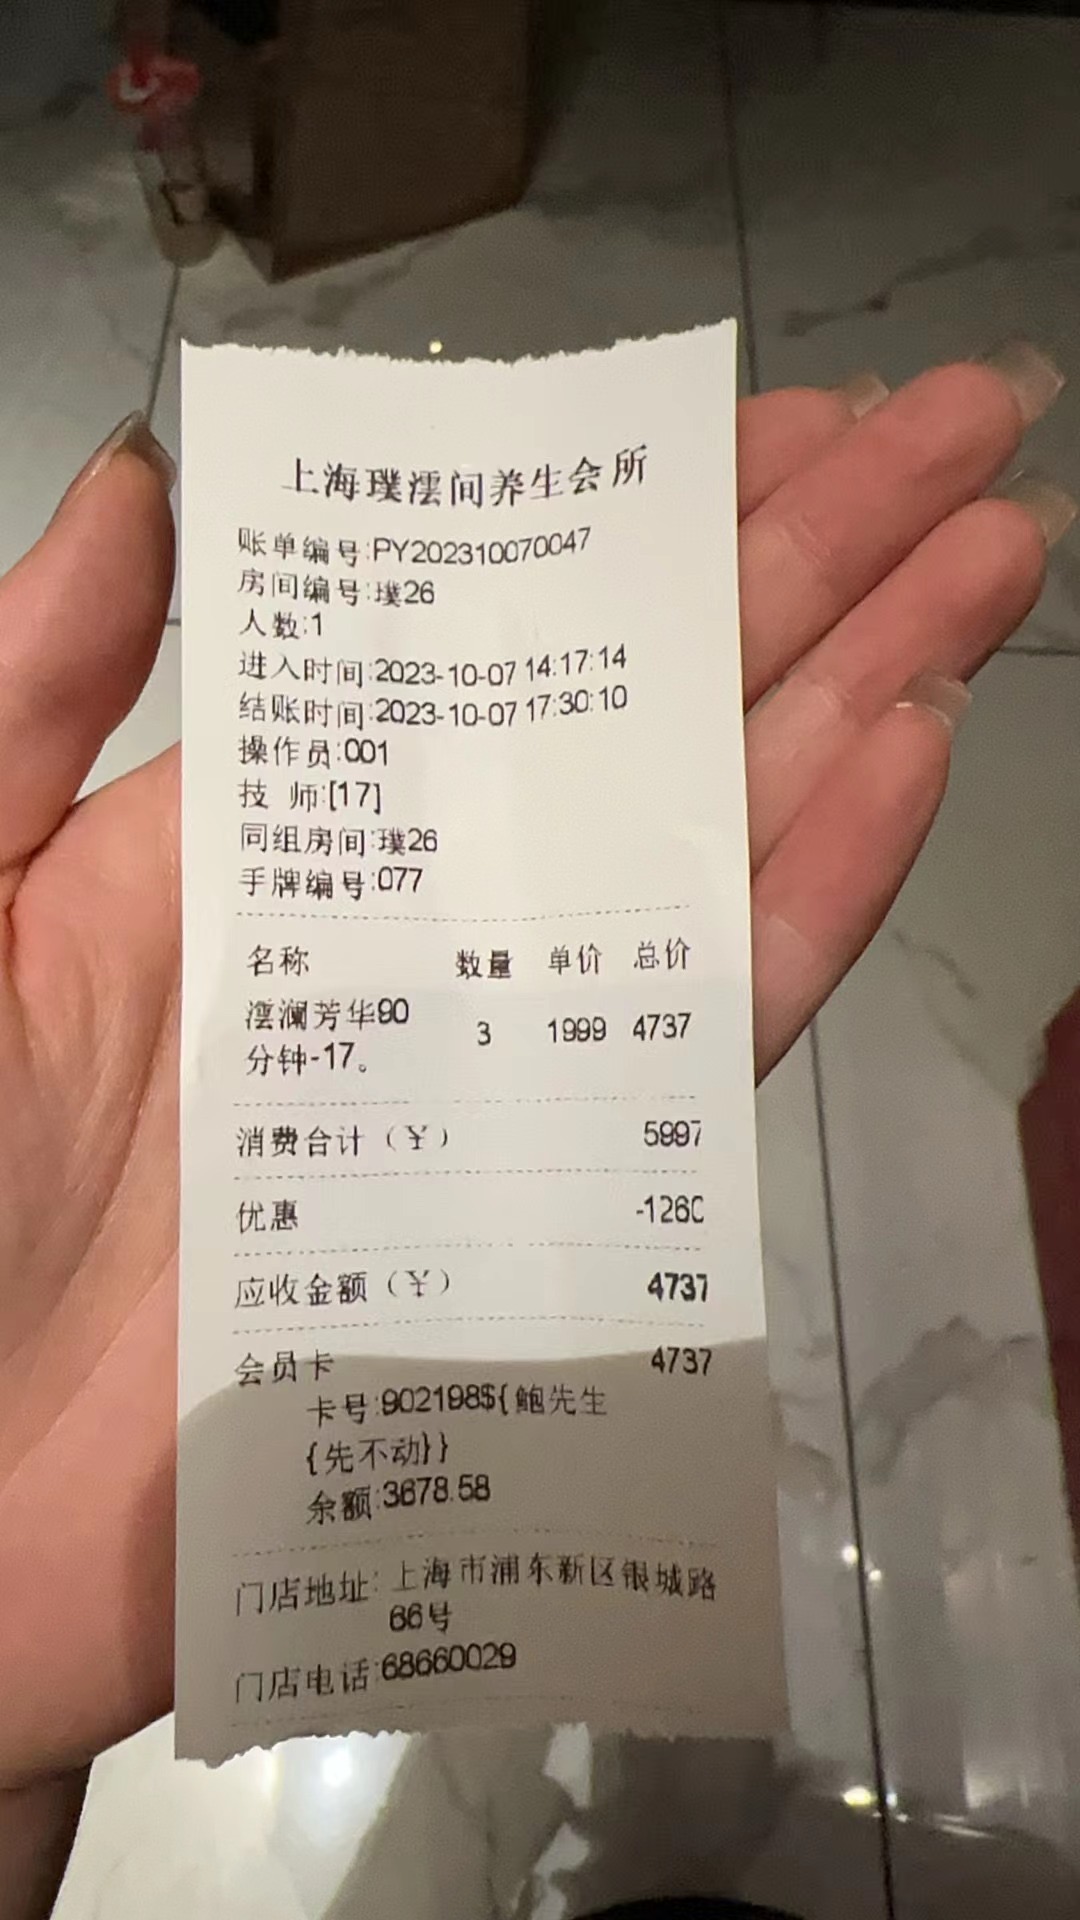 上海璞澐间养生会所
账单编号:PY202310070047
房间编号:璞26
人数:1
进入时间:2023-10-07 14:17:14
结账时间:2023-10-07 17:30:10
操作员:001
技 师:[17]
同组房间:璞26
手牌编号:077
名称 数量 单价 总价
澐澜芳华90
分钟-17。 3 1999 4737
消费合计（¥） 5997
优惠 -1260
应收金额（¥） 4737
会员卡 4737
卡号:902198${鲍先生
{先不动}}
余额:3678.58
门店地址: 上海市浦东新区银城路
66号
门店电话:68660029